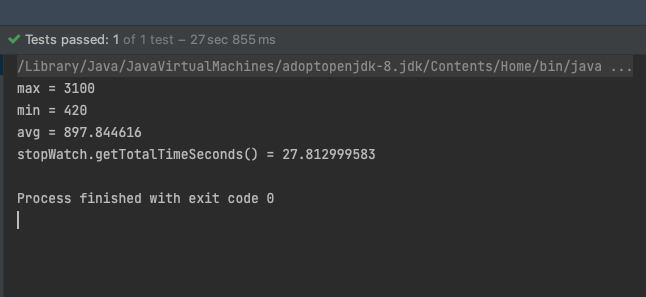 Tests passed: 1 of 1 test – 27 sec 855 ms
/Library/Java/JavaVirtualMachines/adoptopenjdk-8.jdk/Contents/Home/bin/java ...
max = 3100
min = 420
avg = 897.844616
stopWatch.getTotalTimeSeconds() = 27.812999583
Process finished with exit code 0